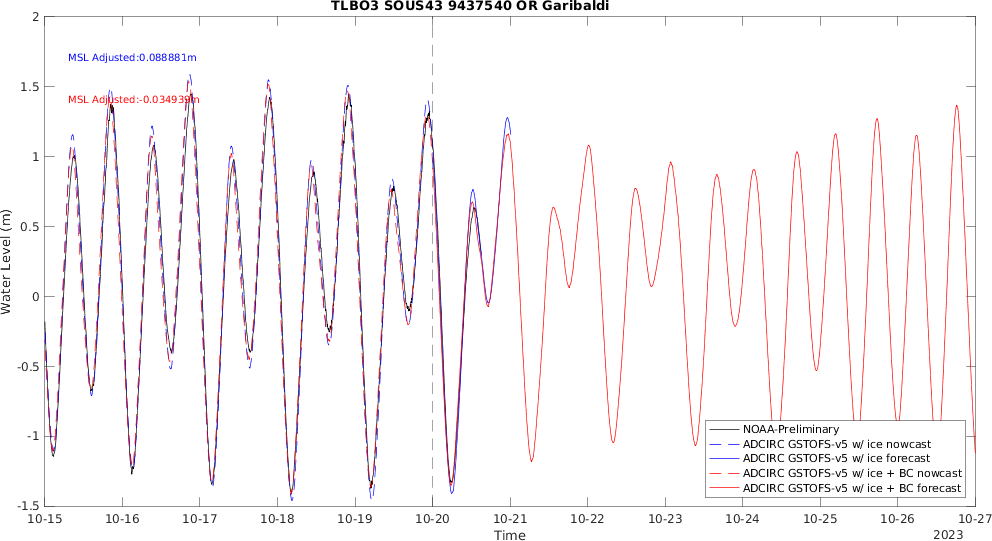 TLBO3 SOUS43 9437540 OR Garibaldi
MSL Adjusted:0.088881m
MSL Adjusted:-0.034939m
Water Level (m)
2
1.5
1
0.5
0
-0.5
-1
-1.5
NOAA-Preliminary
ADCIRC GSTOFS-v5 w/ ice nowcast
ADCIRC GSTOFS-v5 w/ ice forecast
ADCIRC GSTOFS-v5 w/ ice + BC nowcast
ADCIRC GSTOFS-v5 w/ ice + BC forecast
10-15 10-16 10-17 10-18 10-19 10-20 10-21 10-22 10-23 10-24 10-25 10-26 10-27
Time
2023